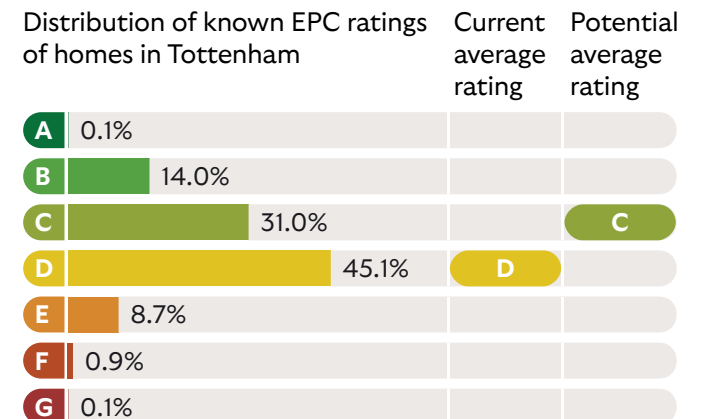 Distribution of known EPC ratings
of homes in Tottenham
Current
average
rating
Potential
average
rating
A 0.1%
B 14.0%
C 31.0% C
D 45.1% D
E 8.7%
F 0.9%
G 0.1%